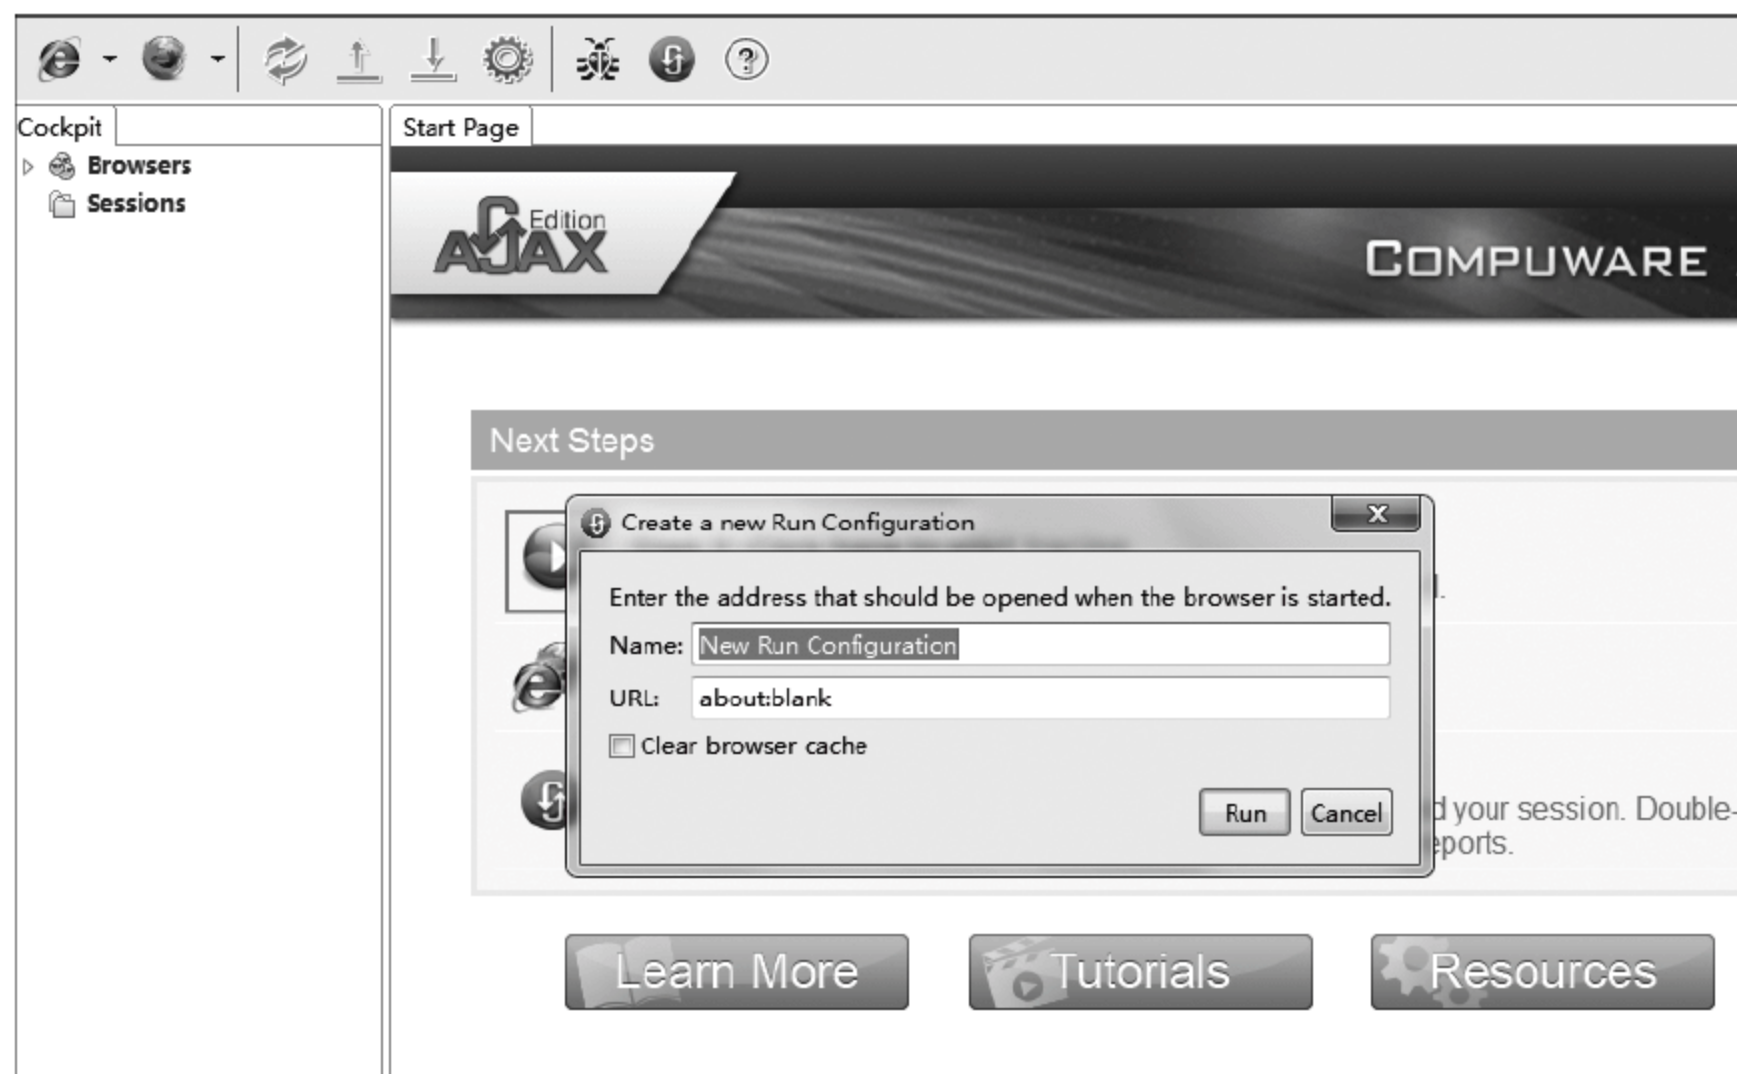 Cockpit
Browsers
Sessions
Start Page
AJAX Edition
COMPUWARE
Next Steps
Create a new Run Configuration
Enter the address that should be opened when the browser is started.
Name: New Run Configuration
URL: about:blank
Clear browser cache
Run Cancel
your session. Double-
Learn More
Tutorials
Resources